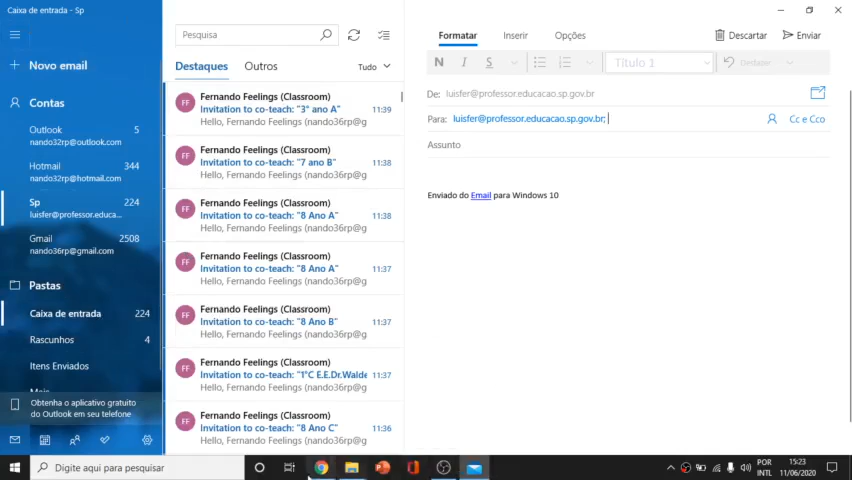 Caixa de entrada - Sp
Novo email
Contas
Outlook 5
nando32rp@outlook.com
Hotmail 344
nando32rp@hotmail.com
Sp 224
luisfer@professor.educa...
Gmail 2508
nano36rp@gmail.com
Pastas
Caixa de entrada 224
Rascunhos 4
Itens Enviados
Mais
Obtenha o aplicativo gratuito
do Outlook em seu telefone
Pesquisa
Destaques Outros Tudo
FF
Fernando Feelings (Classroom)
Invitation to co-teach: "3° ano A" 11:39
Hello, Fernando Feelings (nando36rp@g
FF
Fernando Feelings (Classroom)
Invitation to co-teach: "7 ano B" 11:38
Hello, Fernando Feelings (nando36rp@g
FF
Fernando Feelings (Classroom)
Invitation to co-teach: "8 Ano A" 11:38
Hello, Fernando Feelings (nando36rp@g
FF
Fernando Feelings (Classroom)
Invitation to co-teach: "8 Ano A" 11:37
Hello, Fernando Feelings (nando36rp@g
FF
Fernando Feelings (Classroom)
Invitation to co-teach: "8 Ano B" 11:37
Hello, Fernando Feelings (nando36rp@g
FF
Fernando Feelings (Classroom)
Invitation to co-teach: "1°C E.E.Dr.Walde 11:37
Hello, Fernando Feelings (nando36rp@g
FF
Fernando Feelings (Classroom)
Invitation to co-teach: "8 Ano C" 11:36
Hello, Fernando Feelings (nando36rp@g
Formatar Inserir Opções Descartar Enviar
N I S Título 1 Desfazer
De: luisfer@professor.educacao.sp.gov.br
Para: luisfer@professor.educacao.sp.gov.br; Cc e Cco
Assunto
Enviado do Email para Windows 10
Digite aqui para pesquisar
POR
INTL
15:23
11/06/2020